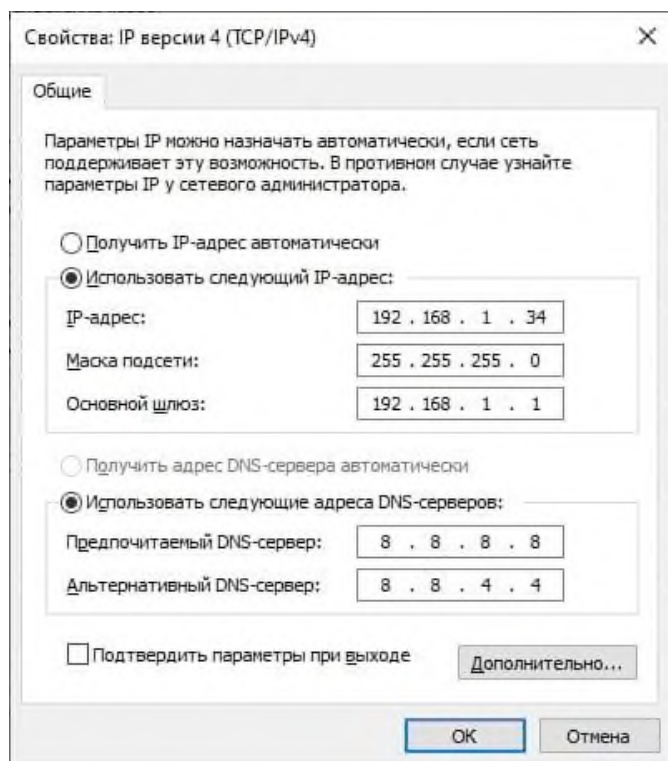 Свойства: IP версии 4 (TCP/IPv4)
Общие
Параметры IP можно назначать автоматически, если сеть
поддерживает эту возможность. В противном случае узнайте
параметры IP у сетевого администратора.
Получить IP-адрес автоматически
Использовать следующий IP-адрес:
IP-адрес: 192 . 168 . 1 . 34
Маска подсети: 255 . 255 . 255 . 0
Основной шлюз: 192 . 168 . 1 . 1
Получить адрес DNS-сервера автоматически
Использовать следующие адреса DNS-серверов:
Предпочитаемый DNS-сервер: 8 . 8 . 8 . 8
Альтернативный DNS-сервер: 8 . 8 . 4 . 4
Подтвердить параметры при выходе
Дополнительно...
ОК Отмена